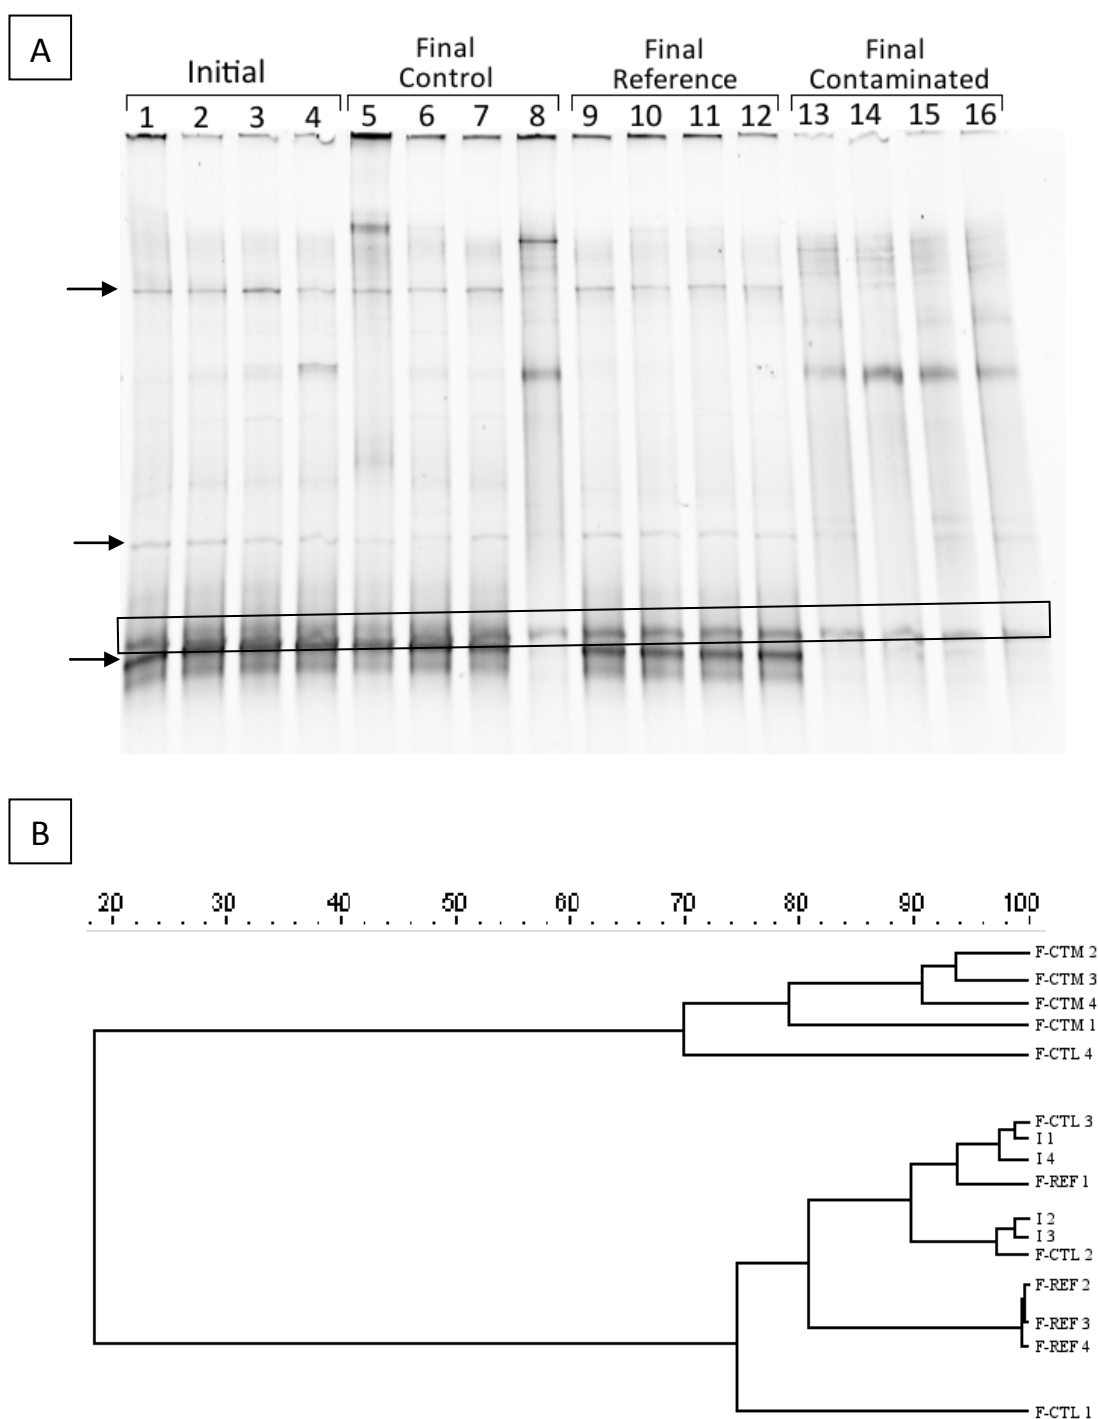 A
Initial
Final
Control
Final
Reference
Final
Contaminated
1 2 3 4 5 6 7 8 9 10 11 12 13 14 15 16
B
20 30 40 50 60 70 80 90 100
F-CTM 2
F-CTM 3
F-CTM 4
F-CTM 1
F-CTL 4
F-CTL 3
I 1
I 4
F-REF 1
I 2
I 3
F-CTL 2
F-REF 2
F-REF 3
F-REF 4
F-CTL 1